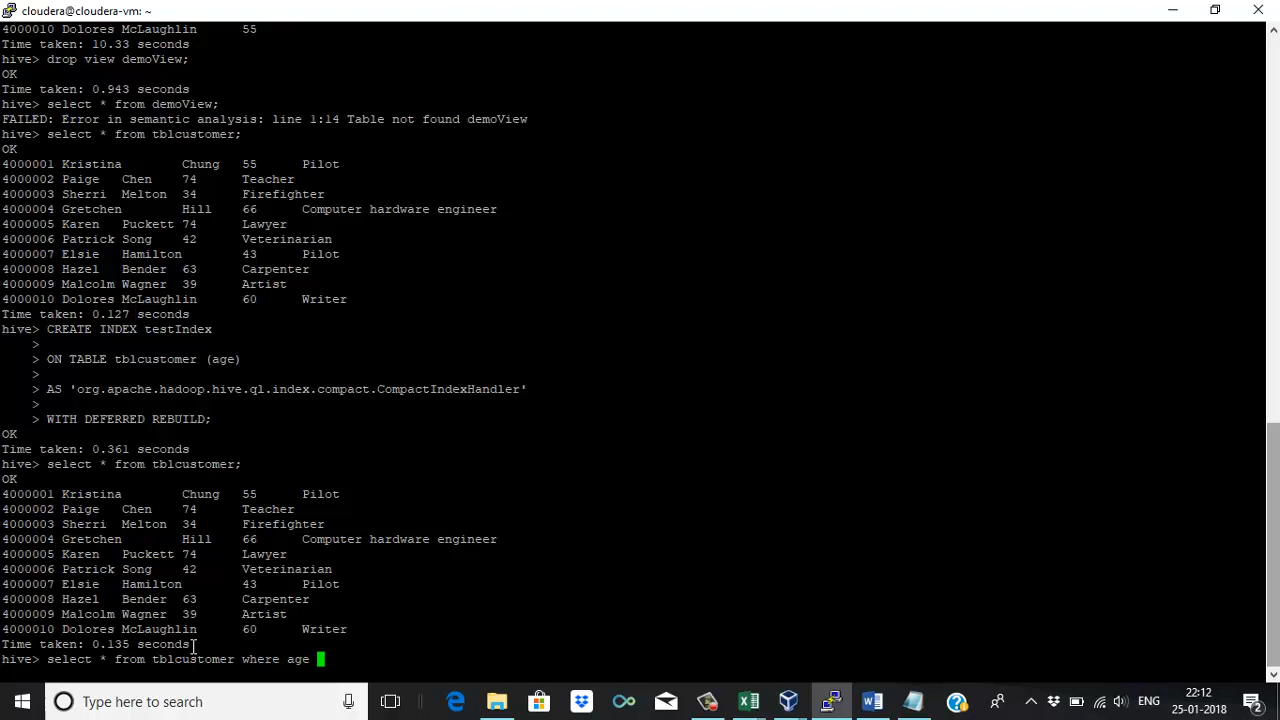 cloudera@cloudera-vm: ~
4000010 Dolores McLaughlin 55
Time taken: 10.33 seconds
hive> drop view demoView;
OK
Time taken: 0.943 seconds
hive> select * from demoView;
FAILED: Error in semantic analysis: line 1:14 Table not found demoView
hive> select * from tblcustomer;
OK
4000001 Kristina Chung 55 Pilot
4000002 Paige Chen 74 Teacher
4000003 Sherri Melton 34 Firefighter
4000004 Gretchen Hill 66 Computer hardware engineer
4000005 Karen Puckett 74 Lawyer
4000006 Patrick Song 42 Veterinarian
4000007 Elsie Hamilton 43 Pilot
4000008 Hazel Bender 63 Carpenter
4000009 Malcolm Wagner 39 Artist
4000010 Dolores McLaughlin 60 Writer
Time taken: 0.127 seconds
hive> CREATE INDEX testIndex
>
> ON TABLE tblcustomer (age)
>
> AS 'org.apache.hadoop.hive.ql.index.compact.CompactIndexHandler'
>
> WITH DEFERRED REBUILD;
OK
Time taken: 0.361 seconds
hive> select * from tblcustomer;
OK
4000001 Kristina Chung 55 Pilot
4000002 Paige Chen 74 Teacher
4000003 Sherri Melton 34 Firefighter
4000004 Gretchen Hill 66 Computer hardware engineer
4000005 Karen Puckett 74 Lawyer
4000006 Patrick Song 42 Veterinarian
4000007 Elsie Hamilton 43 Pilot
4000008 Hazel Bender 63 Carpenter
4000009 Malcolm Wagner 39 Artist
4000010 Dolores McLaughlin 60 Writer
Time taken: 0.135 seconds
hive> select * from tblcustomer where age
Type here to search
ENG
22:12
25-01-2018
2